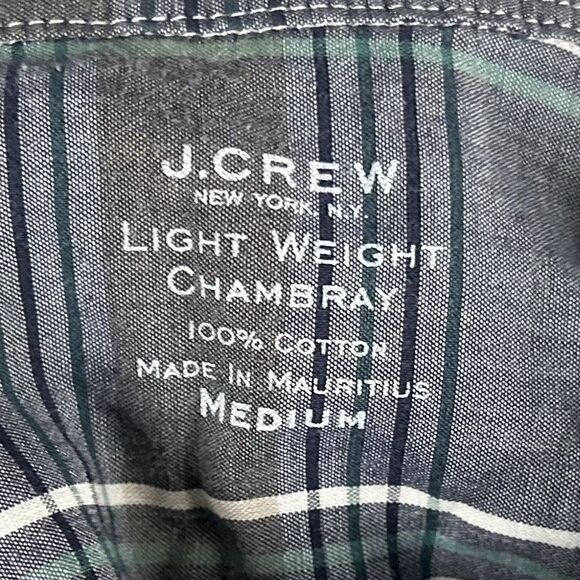 J.CREW
NEW YORK, N.Y.
LIGHT WEIGHT
CHAMBRAY
100% COTTON
MADE IN MAURITIUS
MEDIUM